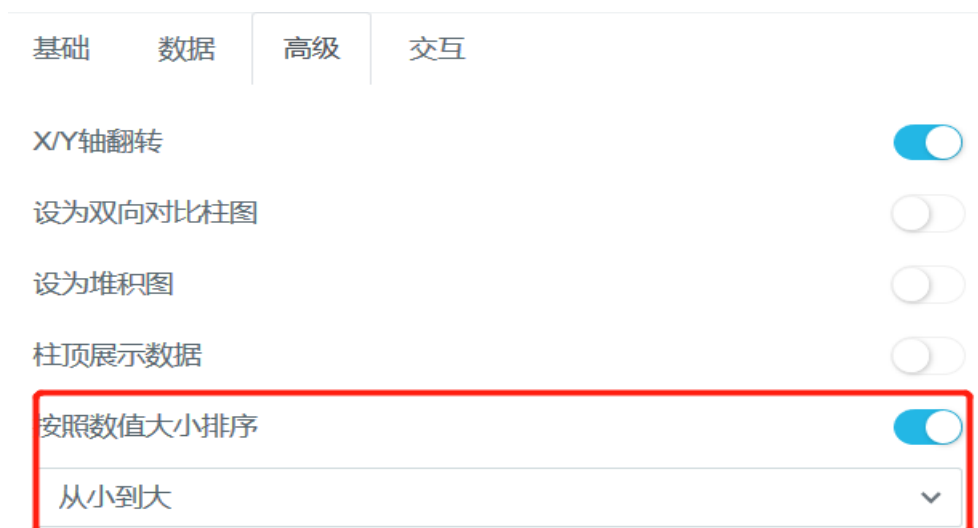 基础 数据 高级 交互
X/Y轴翻转
设为双向对比柱图
设为堆积图
柱顶展示数据
按照数值大小排序
从小到大